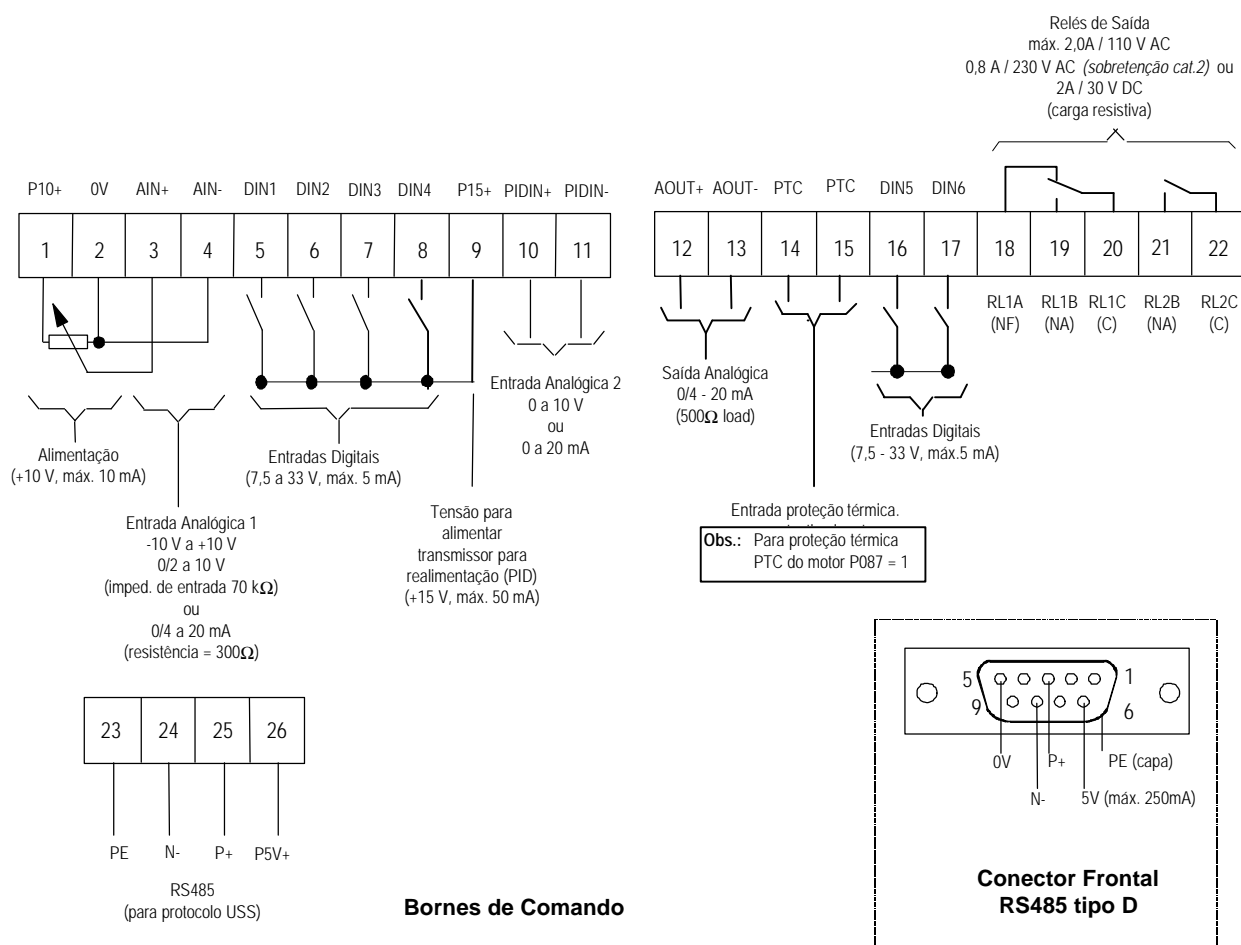 Relés de Saída
máx. 2,0A / 110 V AC
0,8 A / 230 V AC (sobretenção cat.2) ou
2A / 30 V DC
(carga resistiva)
P10+ 0V AIN+ AIN- DIN1 DIN2 DIN3 DIN4 P15+ PIDIN+ PIDIN-
1 2 3 4 5 6 7 8 9 10 11
AOUT+ AOUT- PTC PTC DIN5 DIN6
12 13 14 15 16 17 18 19 20 21 22
RL1A RL1B RL1C RL2B RL2C
(NF) (NA) (C) (NA) (C)
Alimentação
(+10 V, máx. 10 mA)
Entrada Analógica 1
-10 V a +10 V
0/2 a 10 V
(imped. de entrada 70 kΩ)
ou
0/4 a 20 mA
(resistência = 300Ω)
Entradas Digitais
(7,5 a 33 V, máx. 5 mA)
Tensão para
alimentar
transmissor para
realimentação (PID)
(+15 V, máx. 50 mA)
Entrada Analógica 2
0 a 10 V
ou
0 a 20 mA
Saída Analógica
0/4 - 20 mA
(500Ω load)
Entrada proteção térmica.
Obs.: Para proteção térmica
PTC do motor P087 = 1
Entradas Digitais
(7,5 - 33 V, máx.5 mA)
23 24 25 26
PE N- P+ P5V+
RS485
(para protocolo USS)
Bornes de Comando
5 1
9 6
0V P+ PE (capa)
N- 5V (máx. 250mA)
Conector Frontal
RS485 tipo D